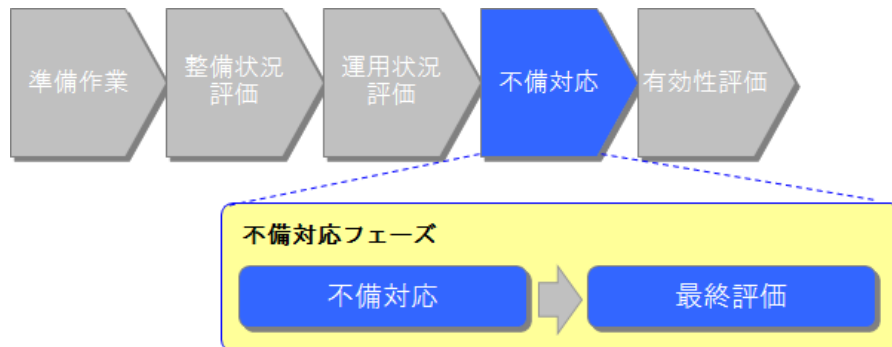 準備作業
整備状況
評価
運用状況
評価
不備対応
有効性評価
不備対応フェーズ
不備対応
最終評価